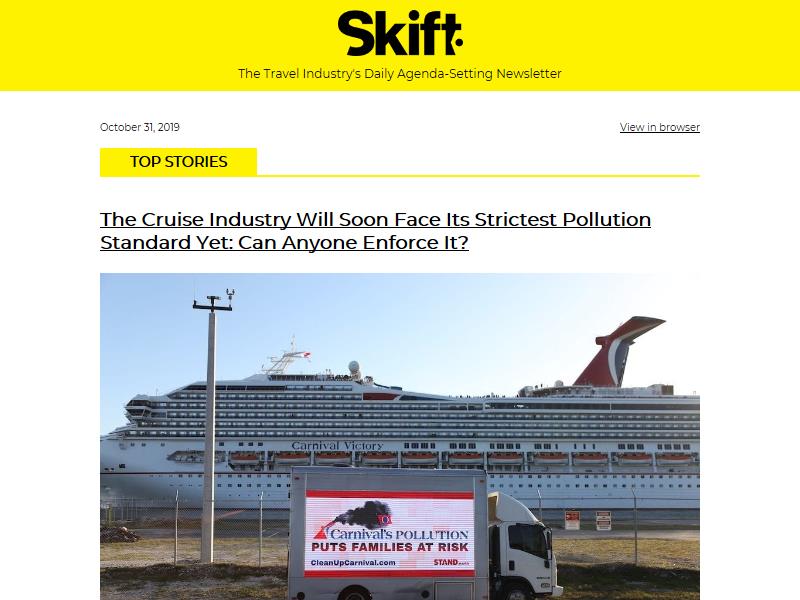 Skift
The Travel Industry's Daily Agenda-Setting Newsletter
October 31, 2019
View in browser
TOP STORIES
The Cruise Industry Will Soon Face Its Strictest Pollution
Standard Yet: Can Anyone Enforce It?
Carnival Victory
Carnival's POLLUTION
PUTS FAMILIES AT RISK
CleanUpCarnival.com
STAND